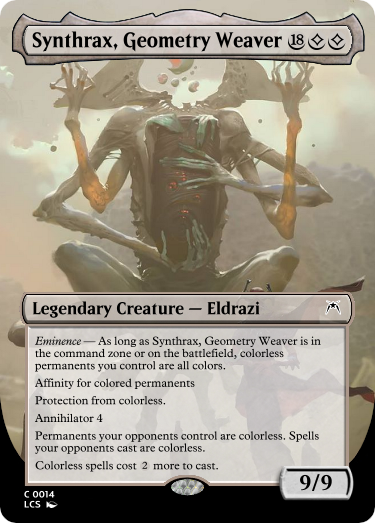 Synthrax, Geometry Weaver 18
Legendary Creature — Eldrazi
Eminence — As long as Synthrax, Geometry Weaver is in
the command zone or on the battlefield, colorless
permanents you control are all colors.
Affinity for colored permanents
Protection from colorless.
Annihilator 4
Permanents your opponents control are colorless. Spells
your opponents cast are colorless.
Colorless spells cost 2 more to cast.
9/9
C 0014
LCS